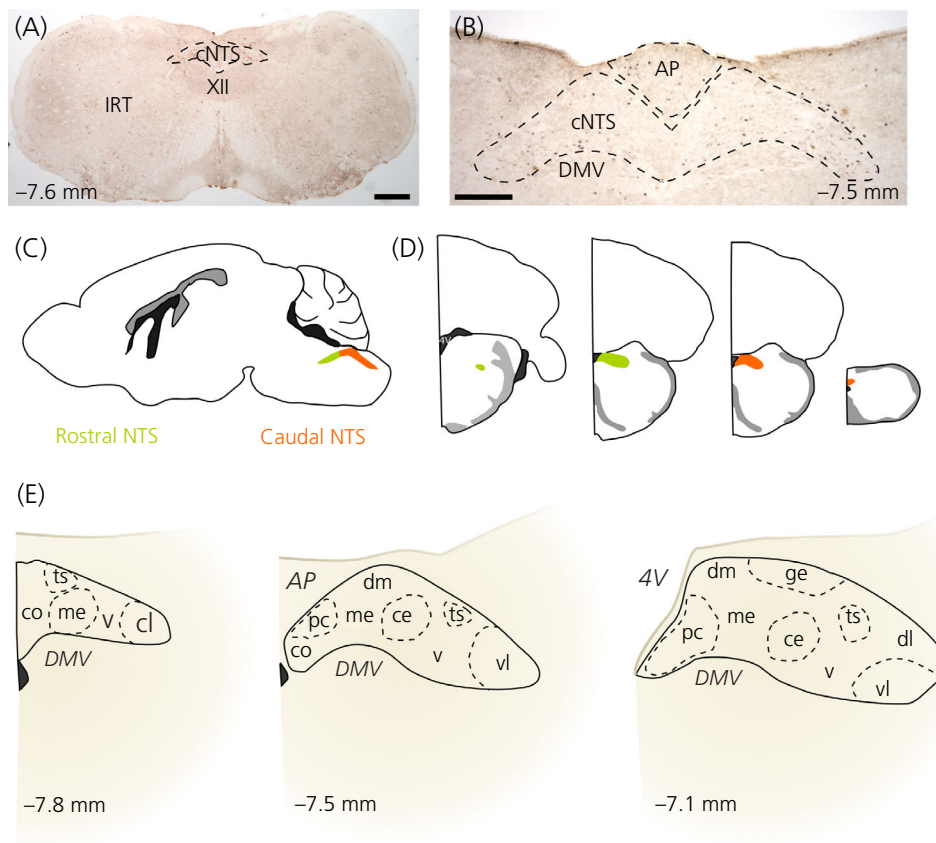 (A)
cNTS
XII
IRT
–7.6 mm
(B)
AP
cNTS
DMV
–7.5 mm
(C)
Rostral NTS
Caudal NTS
(D)
4V
(E)
ts
co
me
v
cl
DMV
–7.8 mm
AP
dm
pc
me
ce
ts
co
v
vl
DMV
–7.5 mm
4V
dm
ge
pc
me
ce
ts
dl
v
vl
DMV
–7.1 mm